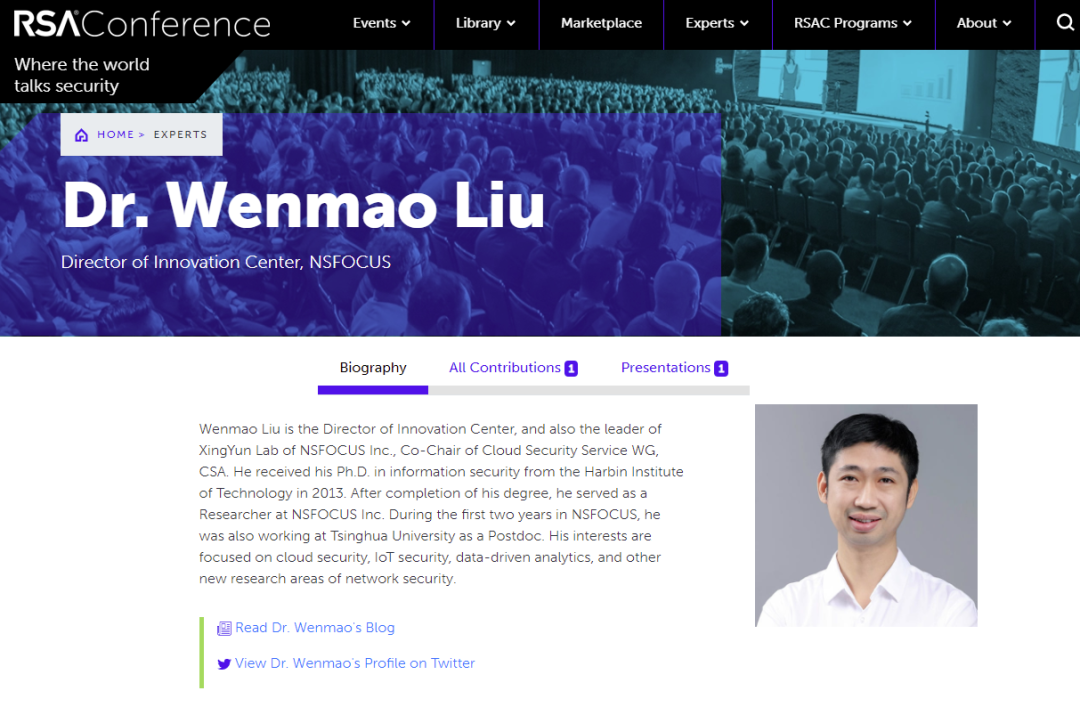 RSA®Conference
Events
Library
Marketplace
Experts
RSAC Programs
About
Where the world
talks security
HOME > EXPERTS
Dr. Wenmao Liu
Director of Innovation Center, NSFOCUS
Biography
All Contributions 1
Presentations 1
Wenmao Liu is the Director of Innovation Center, and also the leader of
XingYun Lab of NSFOCUS Inc., Co-Chair of Cloud Security Service WG,
CSA. He received his Ph.D. in information security from the Harbin Institute
of Technology in 2013. After completion of his degree, he served as a
Researcher at NSFOCUS Inc. During the first two years in NSFOCUS, he
was also working at Tsinghua University as a Postdoc. His interests are
focused on cloud security, IoT security, data-driven analytics, and other
new research areas of network security.
Read Dr. Wenmao's Blog
View Dr. Wenmao's Profile on Twitter